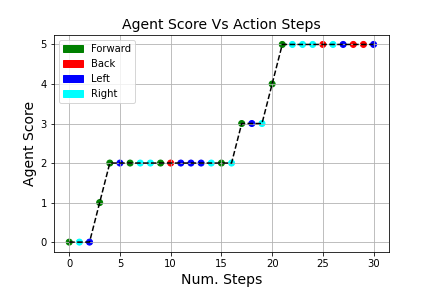 Agent Score Vs Action Steps
Forward
Back
Left
Right
Agent Score
5
4
3
2
1
0
0 5 10 15 20 25 30
Num. Steps